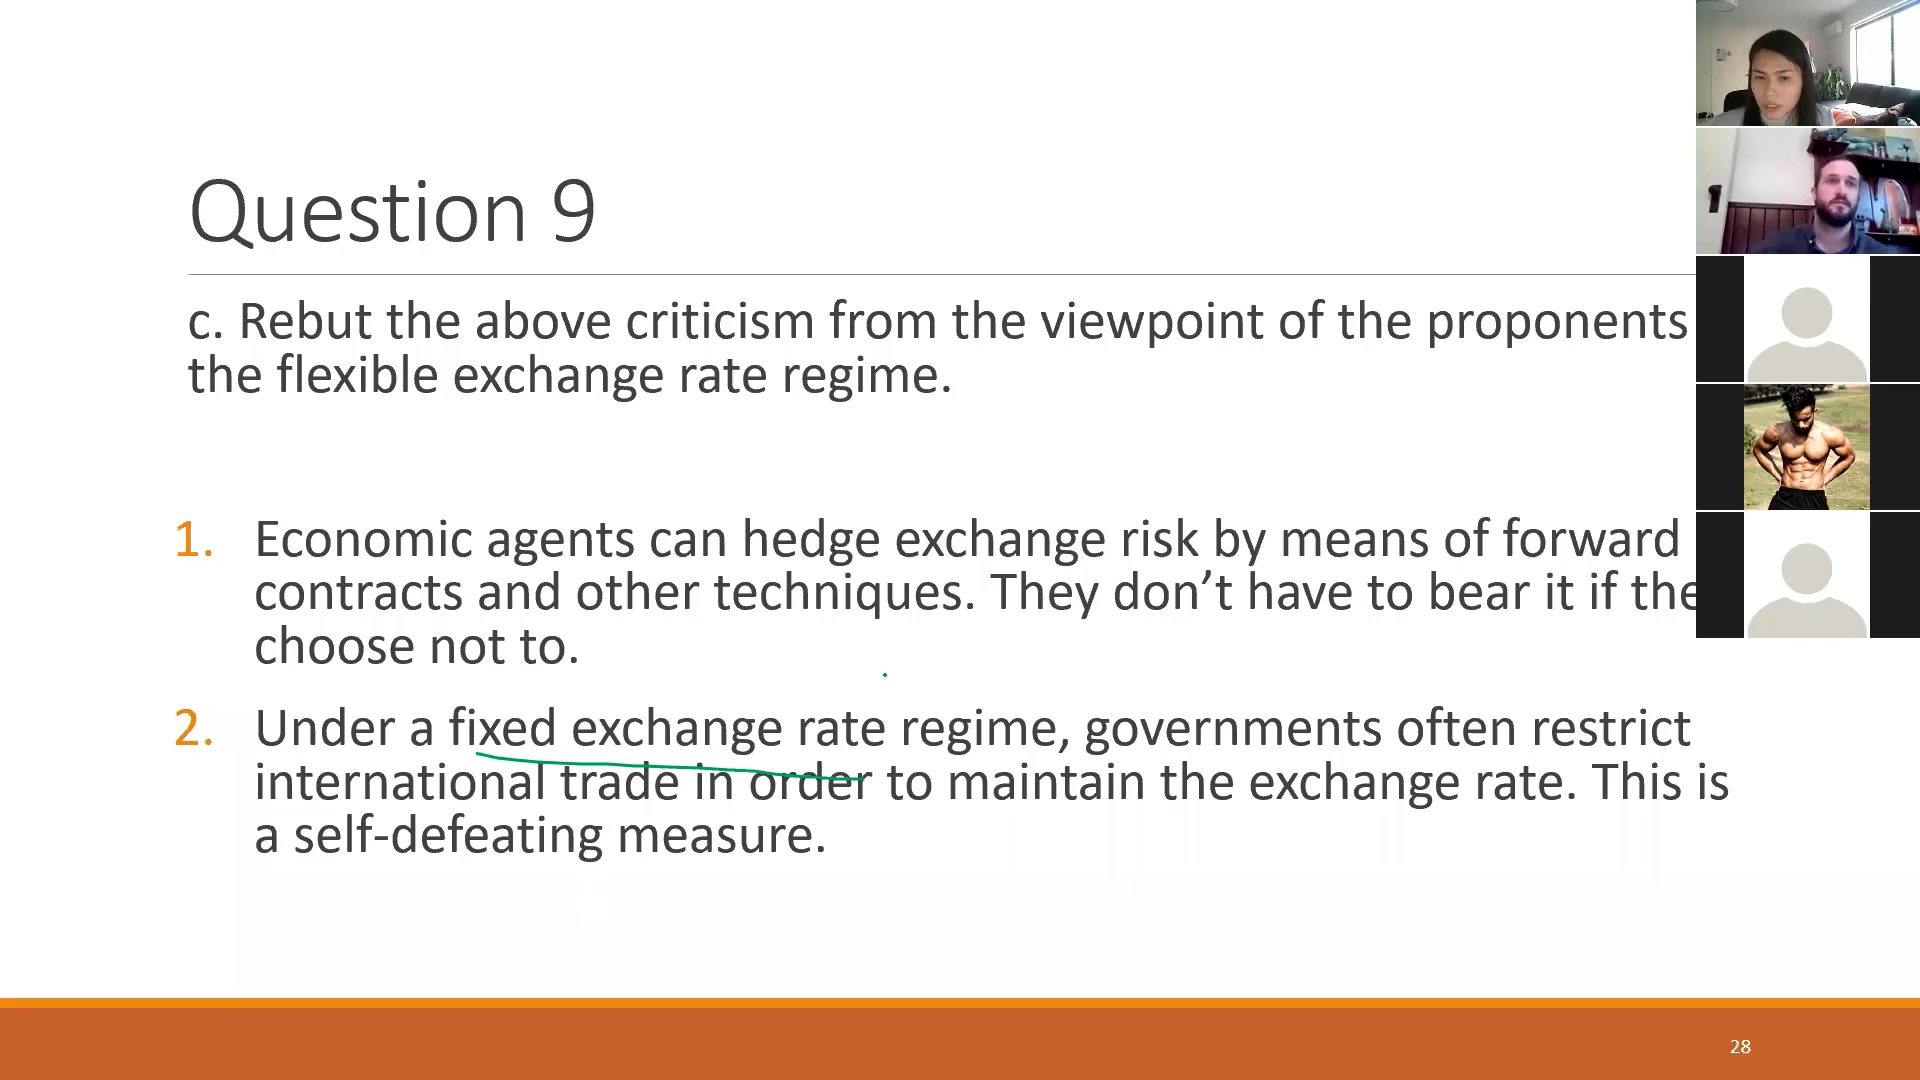 Question 9
c. Rebut the above criticism from the viewpoint of the proponents
the flexible exchange rate regime.
1. Economic agents can hedge exchange risk by means of forward
contracts and other techniques. They don’t have to bear it if the
choose not to.
2. Under a fixed exchange rate regime, governments often restrict
international trade in order to maintain the exchange rate. This is
a self-defeating measure.
28